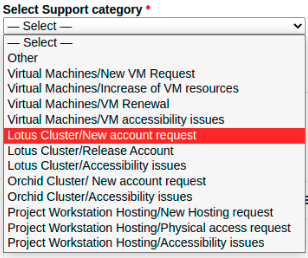 Select Support category *
— Select —
— Select —
Other
Virtual Machines/New VM Request
Virtual Machines/Increase of VM resources
Virtual Machines/VM Renewal
Virtual Machines/VM accessibility issues
Lotus Cluster/New account request
Lotus Cluster/Release Account
Lotus Cluster/Accessibility issues
Orchid Cluster/ New account request
Orchid Cluster/Accessibility issues
Project Workstation Hosting/New Hosting request
Project Workstation Hosting/Physical access request
Project Workstation Hosting/Accessibility issues